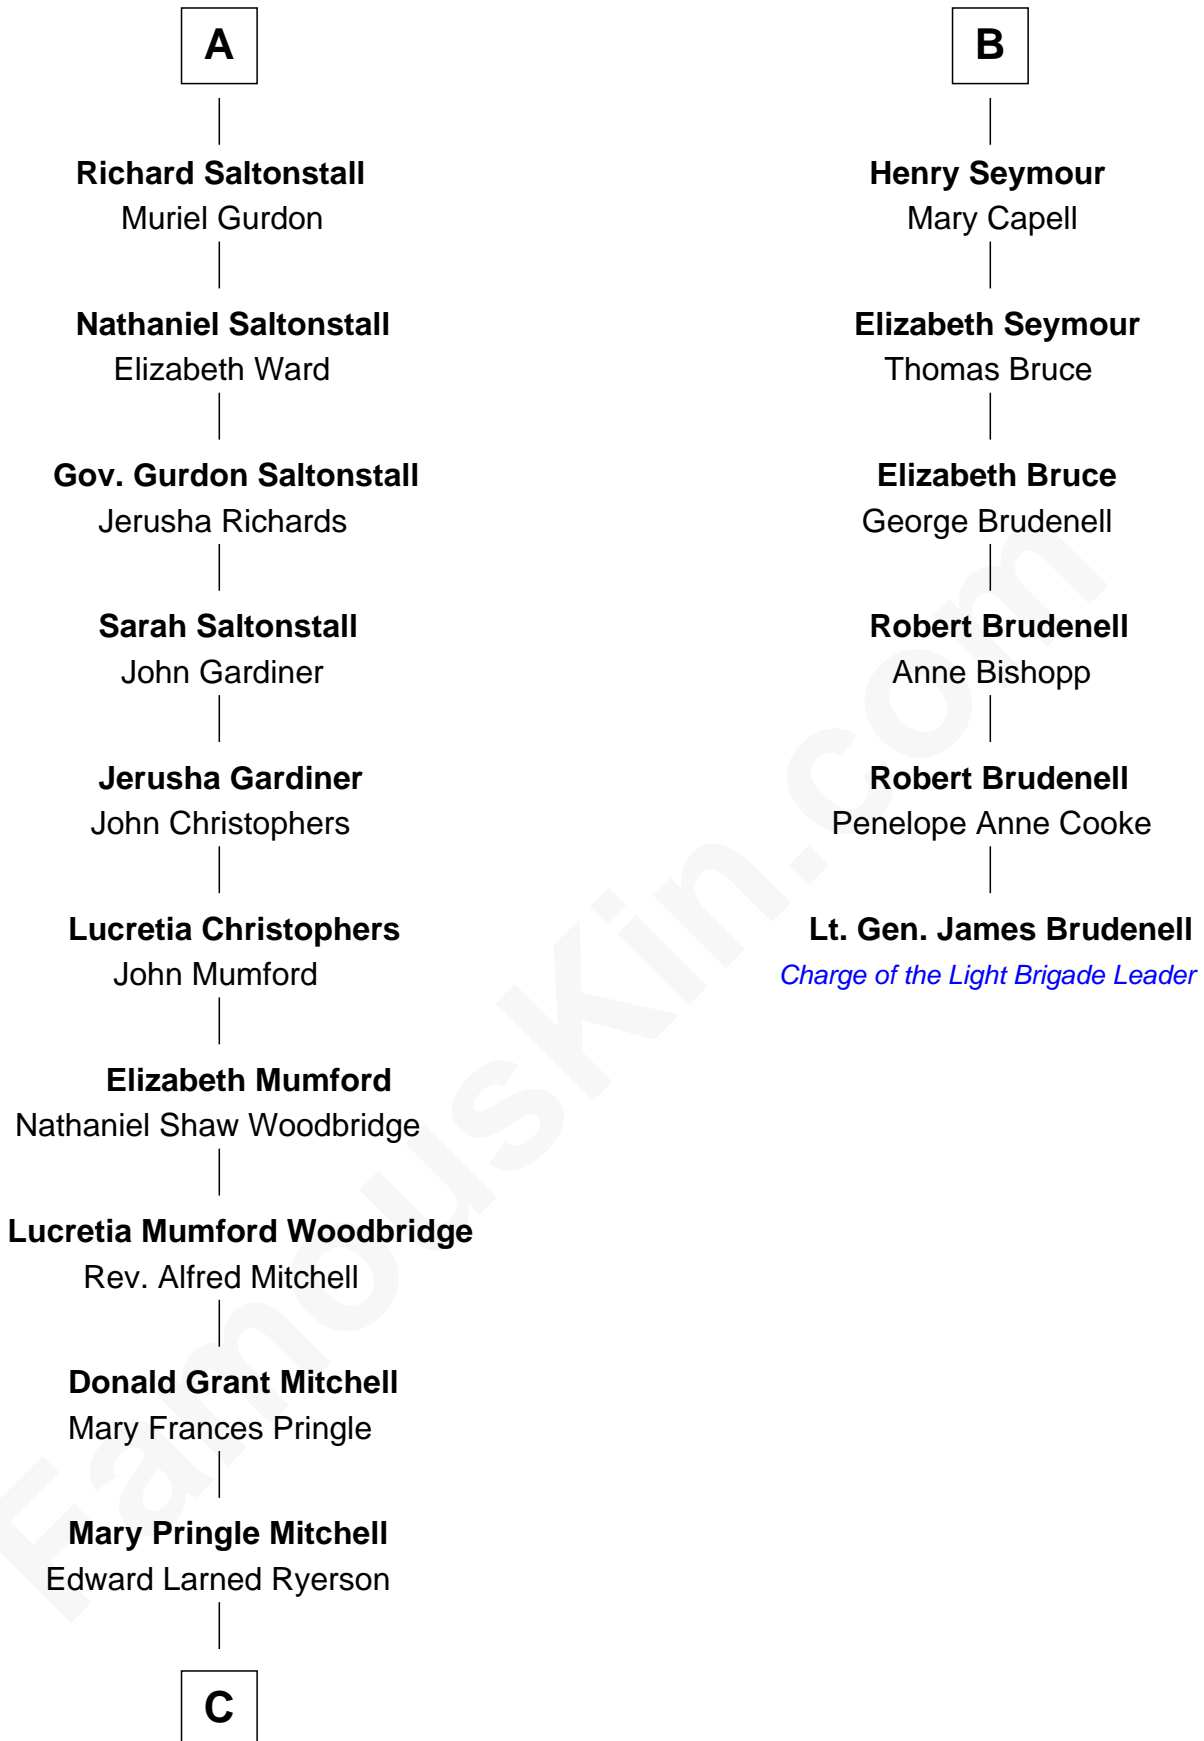 A
Richard Saltonstall
Muriel Gurdon
Nathaniel Saltonstall
Elizabeth Ward
Gov. Gurdon Saltonstall
Jerusha Richards
Sarah Saltonstall
John Gardiner
Jerusha Gardiner
John Christophers
Lucretia Christophers
John Mumford
Elizabeth Mumford
Nathaniel Shaw Woodbridge
Lucretia Mumford Woodbridge
Rev. Alfred Mitchell
Donald Grant Mitchell
Mary Frances Pringle
Mary Pringle Mitchell
Edward Larned Ryerson
C
B
Henry Seymour
Mary Capell
Elizabeth Seymour
Thomas Bruce
Elizabeth Bruce
George Brudenell
Robert Brudenell
Anne Bishopp
Robert Brudenell
Penelope Anne Cooke
Lt. Gen. James Brudenell
Charge of the Light Brigade Leader
FamousKin.com